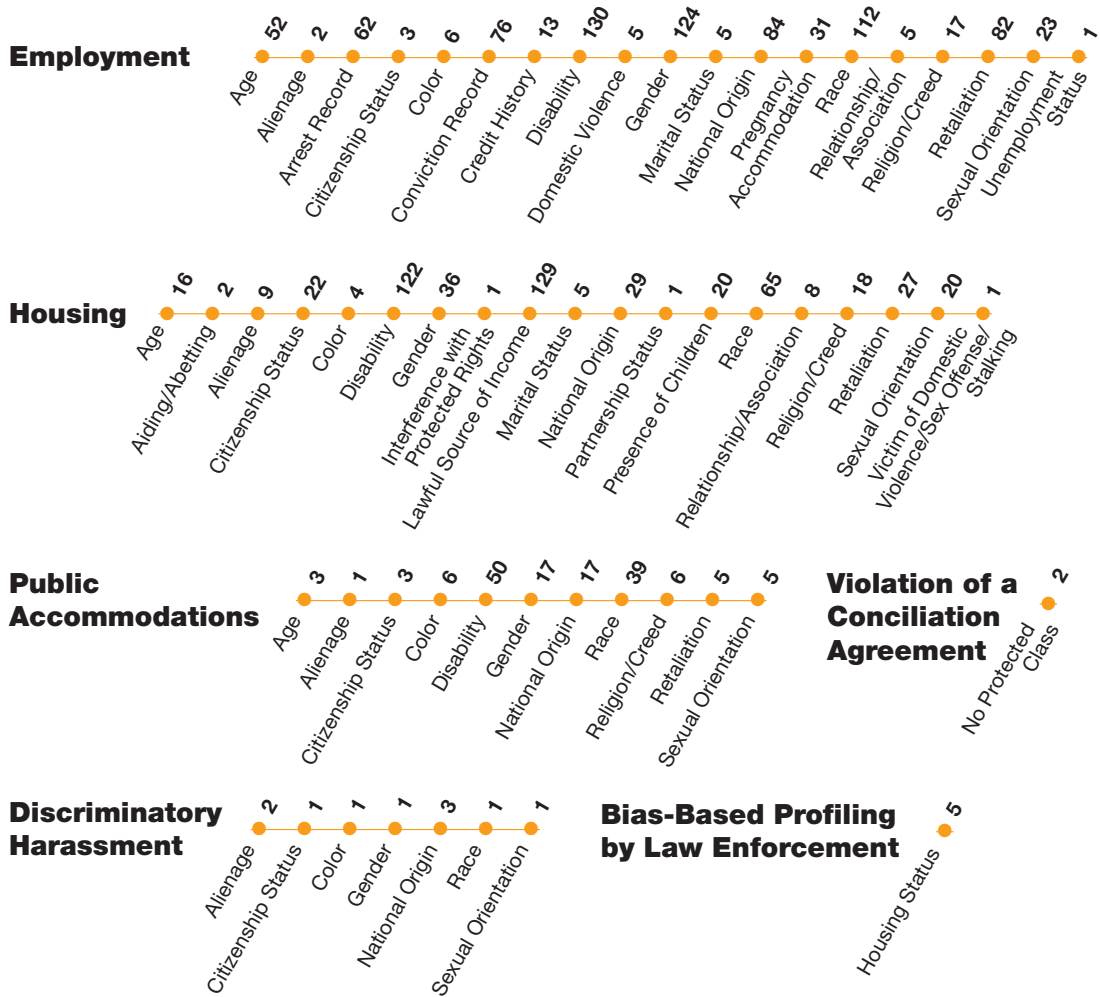 Employment
52 2 62 3 6 76 13 130 5 124 5 84 31 112 5 17 82 23 1
Age
Alienage
Arrest Record
Citizenship Status
Color
Conviction Record
Credit History
Disability
Domestic Violence
Gender
Marital Status
National Origin
Pregnancy
Accommodation
Race
Relationship/
Association
Religion/Creed
Retaliation
Sexual Orientation
Unemployment
Status
Housing
16 2 9 22 4 122 36 1 129 5 29 1 20 65 8 18 27 20 1
Age
Aiding/Abetting
Alienage
Citizenship Status
Color
Disability
Gender
Interference with
Protected Rights
Lawful Source of Income
Marital Status
National Origin
Partnership Status
Presence of Children
Race
Relationship/Association
Religion/Creed
Retaliation
Sexual Orientation
Victim of Domestic
Violence/Sex Offense/
Stalking
Public
Accommodations
3 1 3 6 50 17 17 39 6 5 5
Age
Alienage
Citizenship Status
Color
Disability
Gender
National Origin
Race
Religion/Creed
Retaliation
Sexual Orientation
Violation of a
Conciliation
Agreement
2
No Protected
Class
Discriminatory
Harassment
2 1 1 1 3 1 1
Alienage
Citizenship Status
Color
Gender
National Origin
Race
Sexual Orientation
Bias-Based Profiling
by Law Enforcement
5
Housing Status